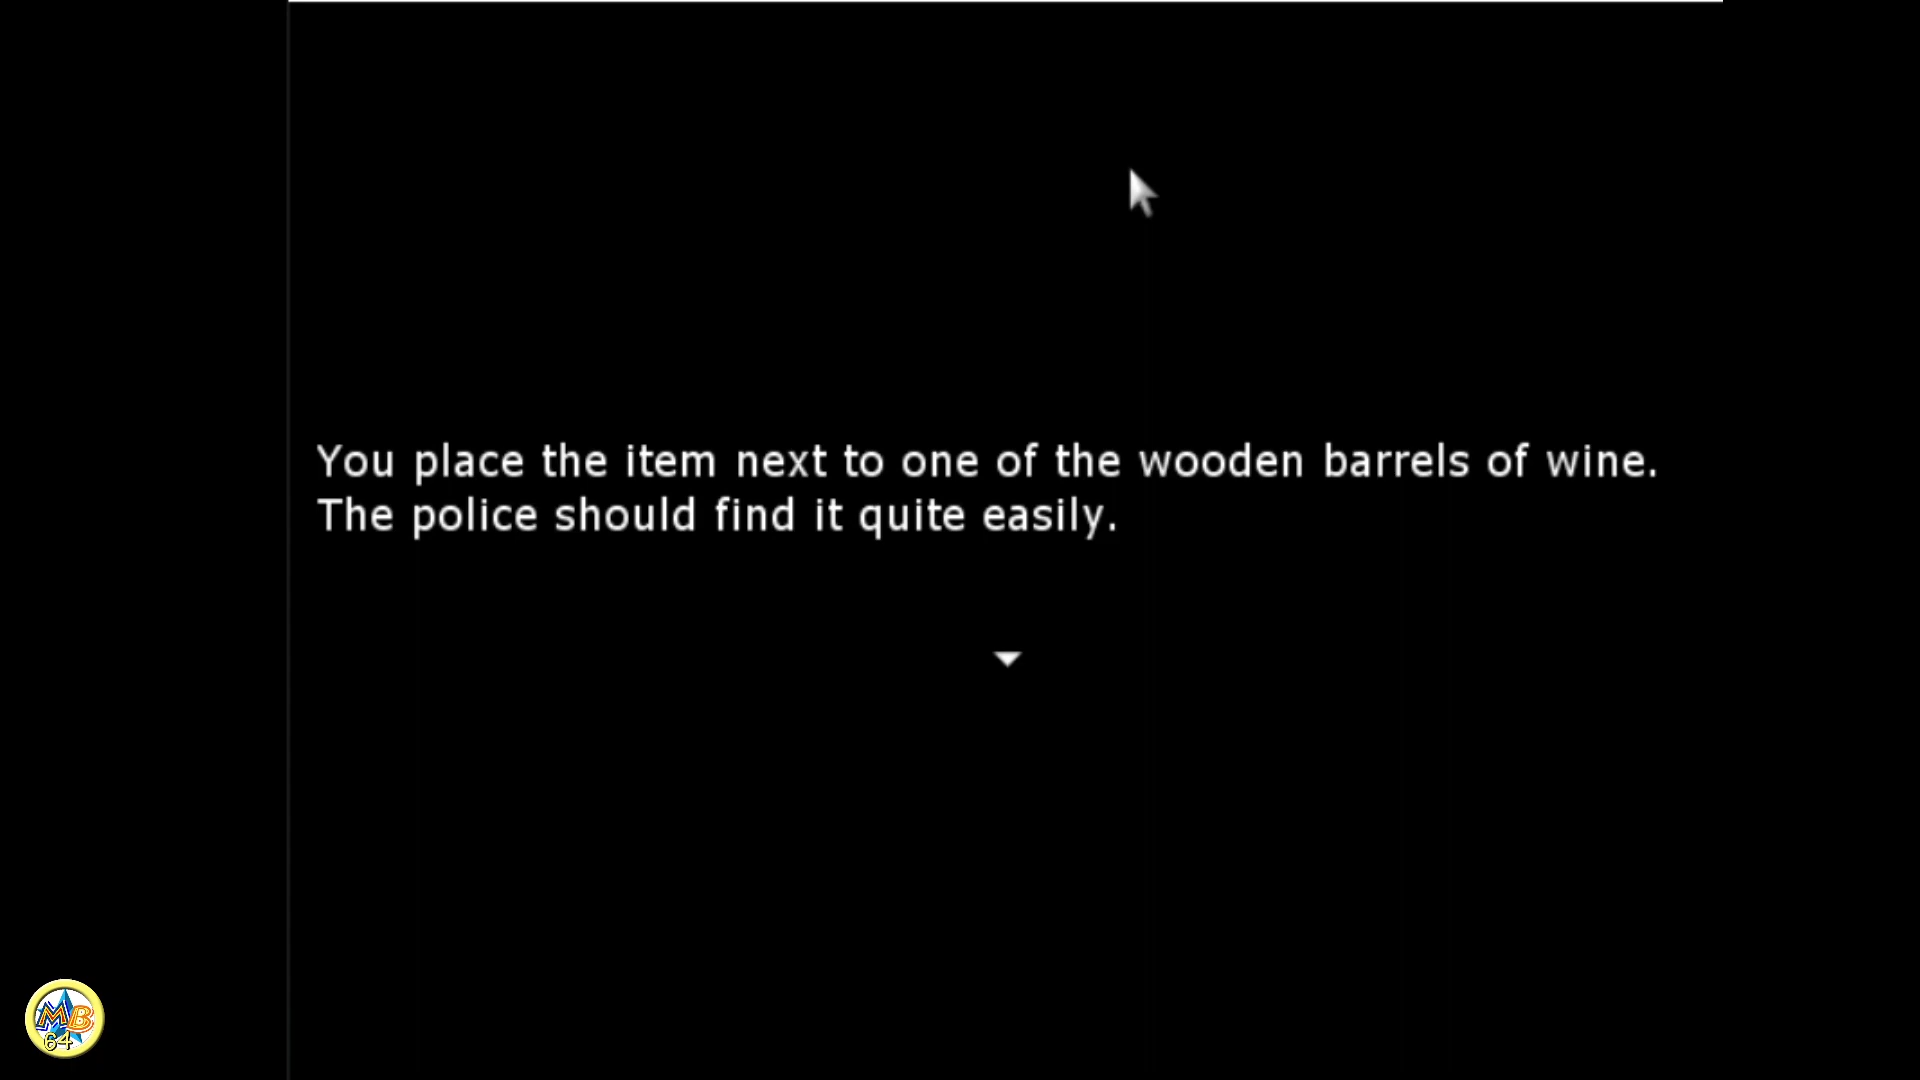 You place the item next to one of the wooden barrels of wine.
The police should find it quite easily.
MB
64